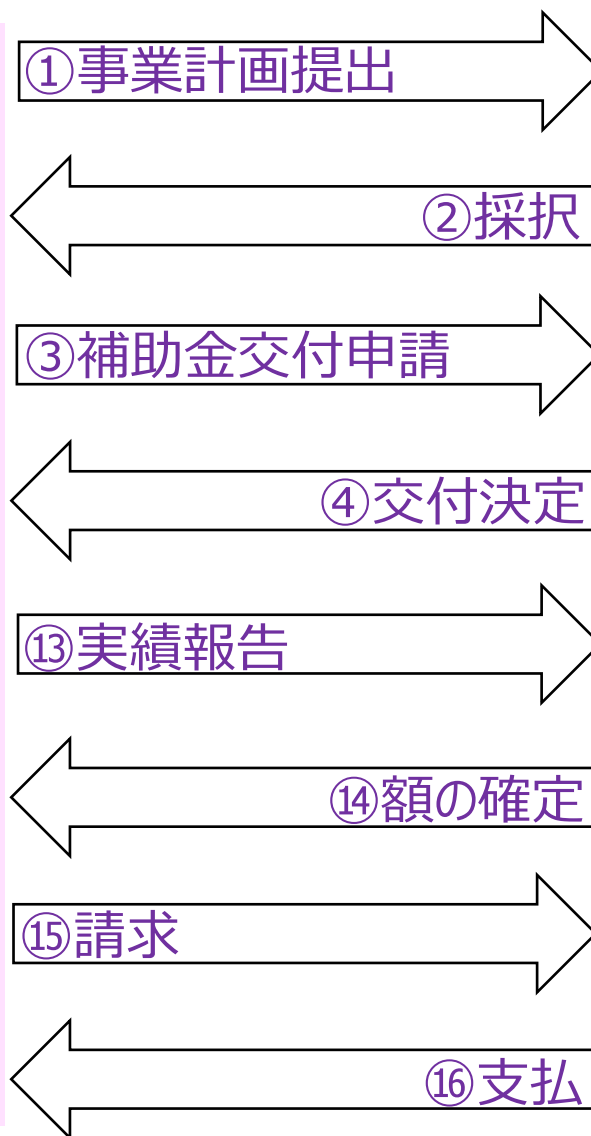 ①事業計画提出
②採択
③補助金交付申請
④交付決定
⑬実績報告
⑭額の確定
⑮請求
⑯支払